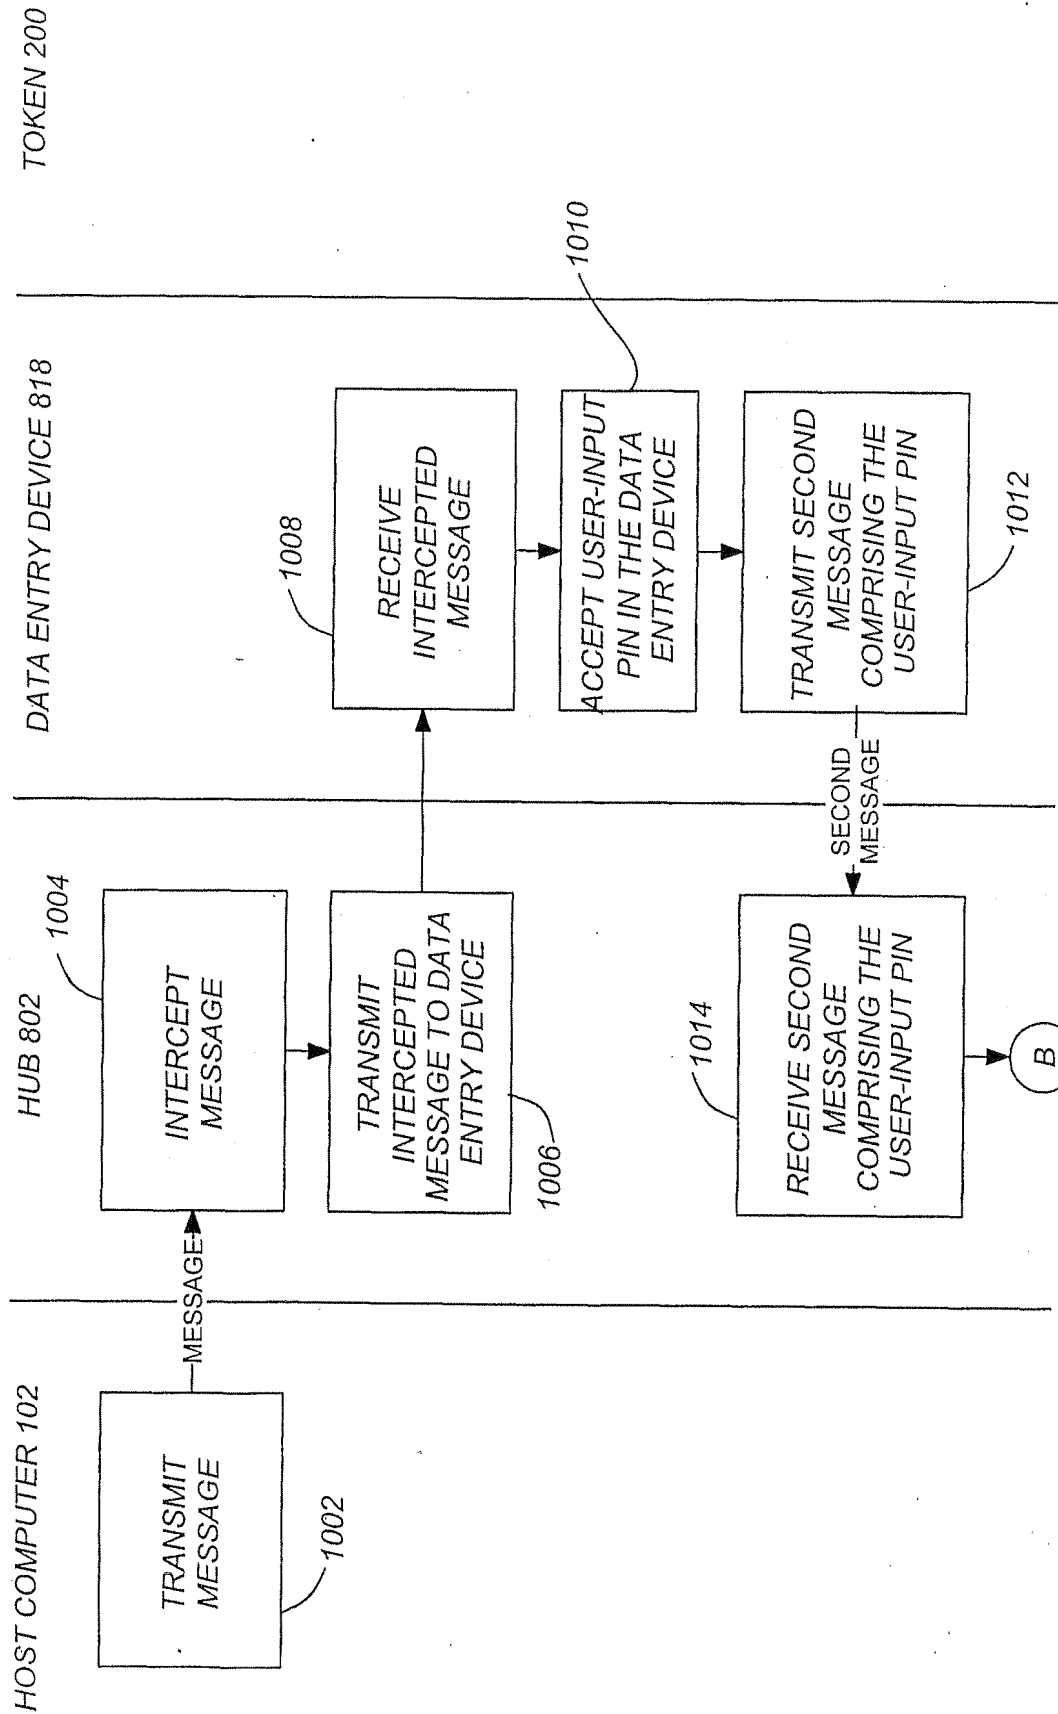 HOST COMPUTER 102
HUB 802
DATA ENTRY DEVICE 818
TOKEN 200
TRANSMIT
MESSAGE
1002
MESSAGE
INTERCEPT
MESSAGE
1004
TRANSMIT
INTERCEPTED
MESSAGE TO DATA
ENTRY DEVICE
1006
RECEIVE
INTERCEPTED
MESSAGE
1008
ACCEPT USER-INPUT
PIN IN THE DATA
ENTRY DEVICE
1010
TRANSMIT SECOND
MESSAGE
COMPRISING THE
USER-INPUT PIN
1012
SECOND
MESSAGE
RECEIVE SECOND
MESSAGE
COMPRISING THE
USER-INPUT PIN
1014
B